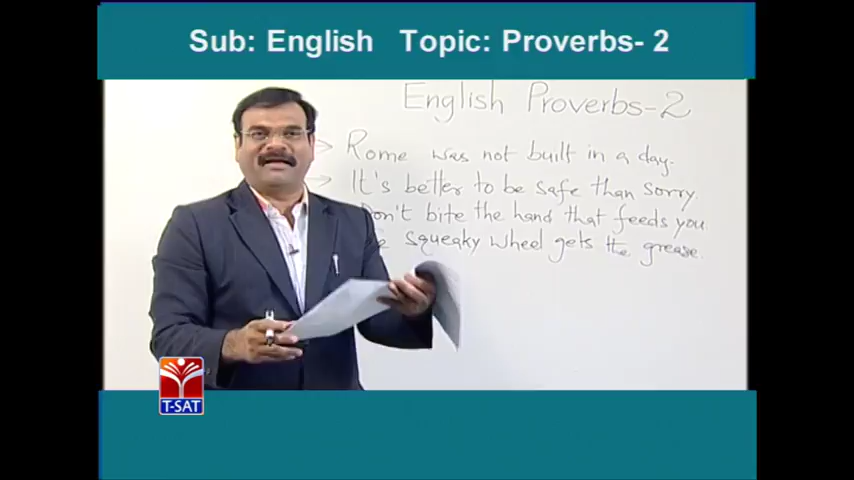 Sub: English Topic: Proverbs- 2
English Proverbs-2
Rome was not built in a day.
It's better to be safe than sorry.
Don't bite the hand that feeds you.
squeaky wheel gets the grease.
T-SAT